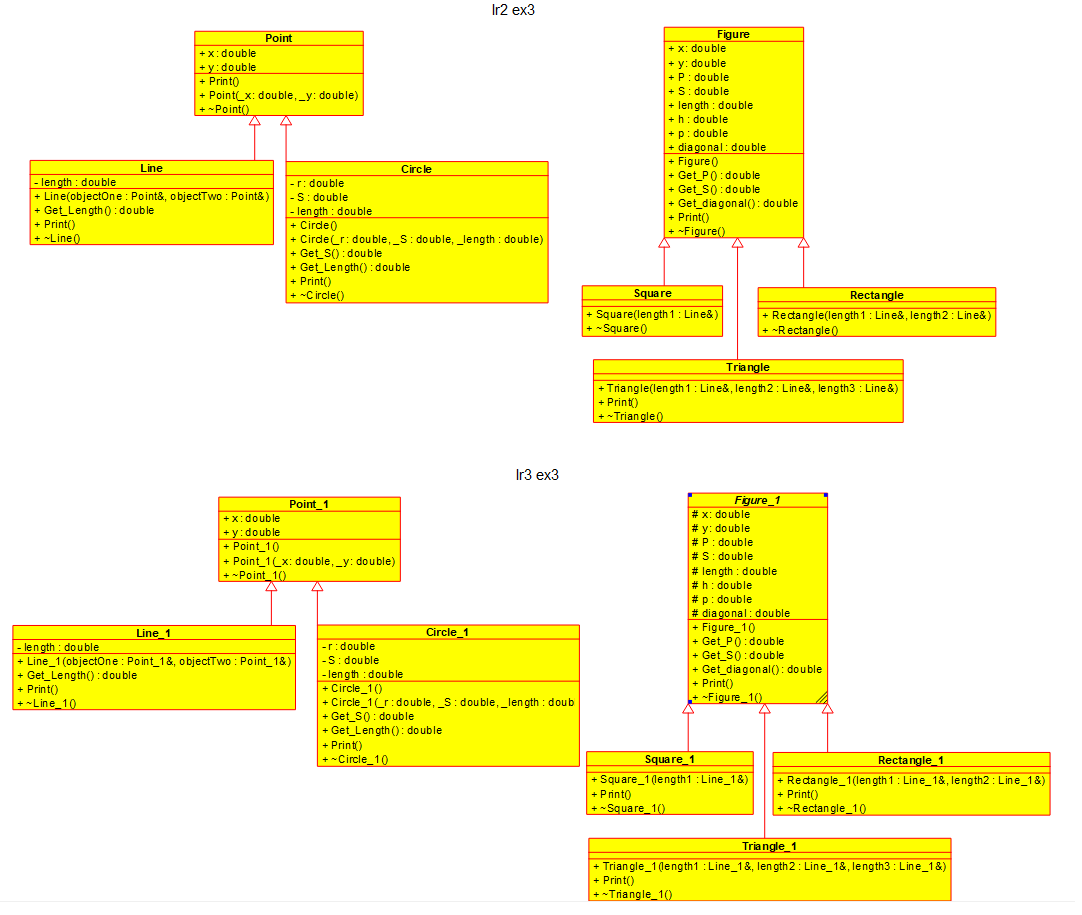 lr2 ex3
Point
+ x : double
+ y : double
+ Print()
+ Point(_x : double, _y : double)
+ ~Point()
Line
- length : double
+ Line(objectOne : Point&, objectTwo : Point&)
+ Get_Length() : double
+ Print()
+ ~Line()
Circle
- r : double
- S : double
- length : double
+ Circle()
+ Circle(_r : double, _S : double, _length : double)
+ Get_S() : double
+ Get_Length() : double
+ Print()
+ ~Circle()
Figure
+ x : double
+ y : double
+ P : double
+ S : double
+ length : double
+ h : double
+ p : double
+ diagonal : double
+ Figure()
+ Get_P() : double
+ Get_S() : double
+ Get_diagonal() : double
+ Print()
+ ~Figure()
Square
+ Square(length1 : Line&)
+ ~Square()
Rectangle
+ Rectangle(length1 : Line&, length2 : Line&)
+ ~Rectangle()
Triangle
+ Triangle(length1 : Line&, length2 : Line&, length3 : Line&)
+ Print()
+ ~Triangle()
lr3 ex3
Point_1
+ x : double
+ y : double
+ Point_1()
+ Point_1(_x : double, _y : double)
+ ~Point_1()
Line_1
- length : double
+ Line_1(objectOne : Point_1&, objectTwo : Point_1&)
+ Get_Length() : double
+ Print()
+ ~Line_1()
Circle_1
- r : double
- S : double
- length : double
+ Circle_1()
+ Circle_1(_r : double, _S : double, _length : doub
+ Get_S() : double
+ Get_Length() : double
+ Print()
+ ~Circle_1()
Figure_1
# x : double
# y : double
# P : double
# S : double
# length : double
# h : double
# p : double
# diagonal : double
+ Figure_1()
+ Get_P() : double
+ Get_S() : double
+ Get_diagonal() : double
+ Print()
+ ~Figure_1()
Square_1
+ Square_1(length1 : Line_1&)
+ Print()
+ ~Square_1()
Rectangle_1
+ Rectangle_1(length1 : Line_1&, length2 : Line_1&)
+ Print()
+ ~Rectangle_1()
Triangle_1
+ Triangle_1(length1 : Line_1&, length2 : Line_1&, length3 : Line_1&)
+ Print()
+ ~Triangle_1()